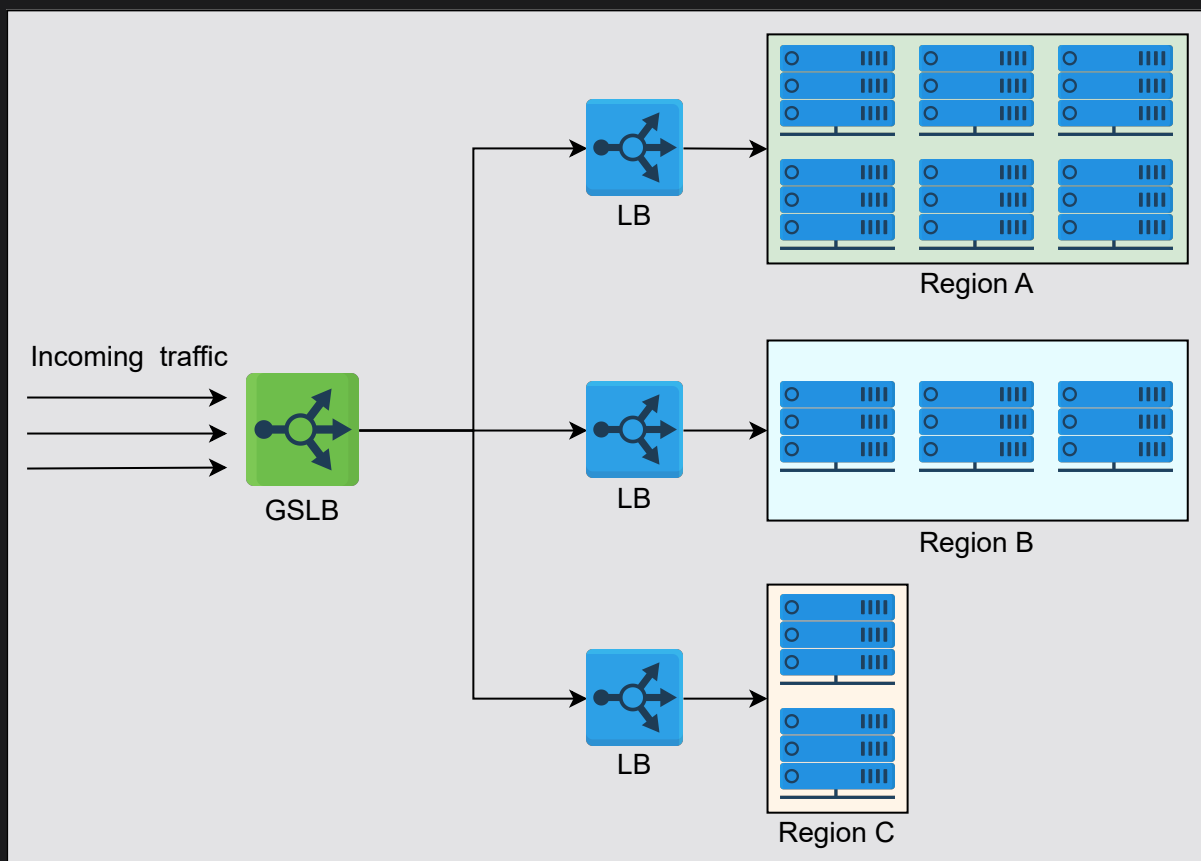 LB
Region A
Incoming traffic
GSLB
LB
Region B
LB
Region C